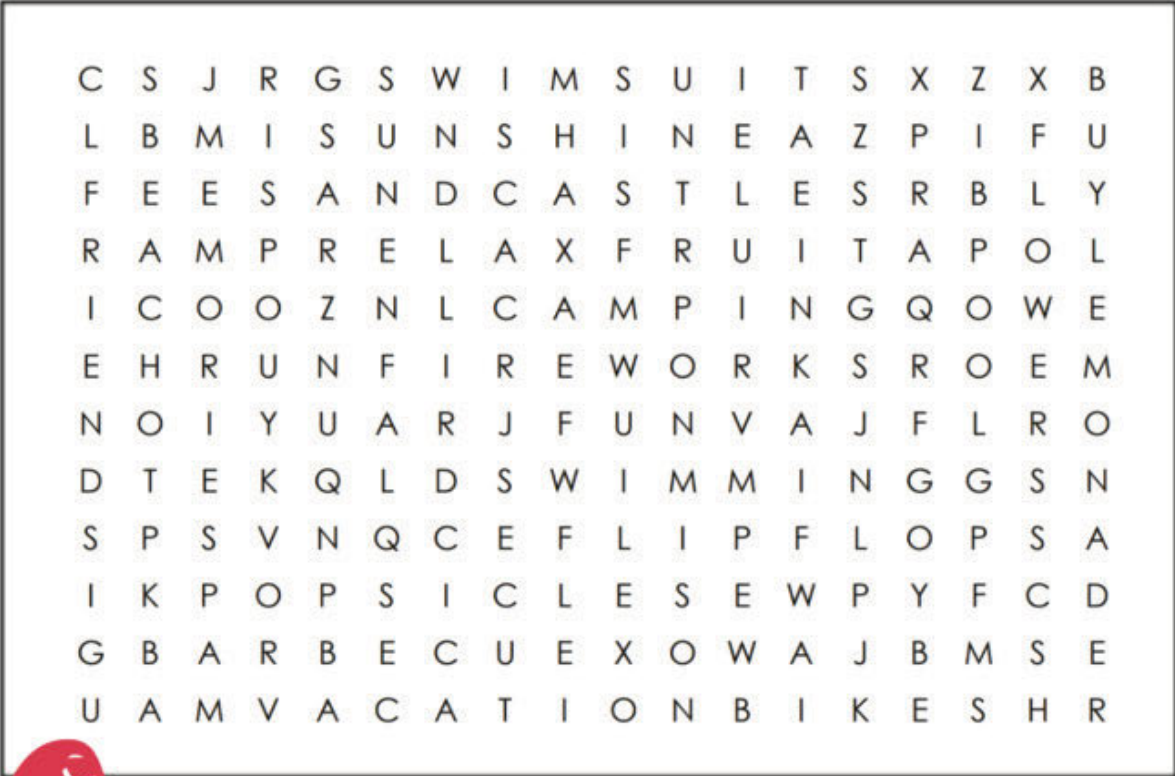 C S J R G S W I M S U I T S X Z X B
L B M I S U N S H I N E A Z P I F U
F E E S A N D C A S T L E S R B L Y
R A M P R E L A X F R U I T A P O L
I C O O Z N L C A M P I N G Q O W E
E H R U N F I R E W O R K S R O E M
N O I Y U A R J F U N V A J F L R O
D T E K Q L D S W I M M I N G G S N
S P S V N Q C E F L I P F L O P S A
I K P O P S I C L E S E W P Y F C D
G B A R B E C U E X O W A J B M S E
U A M V A C A T I O N B I K E S H R